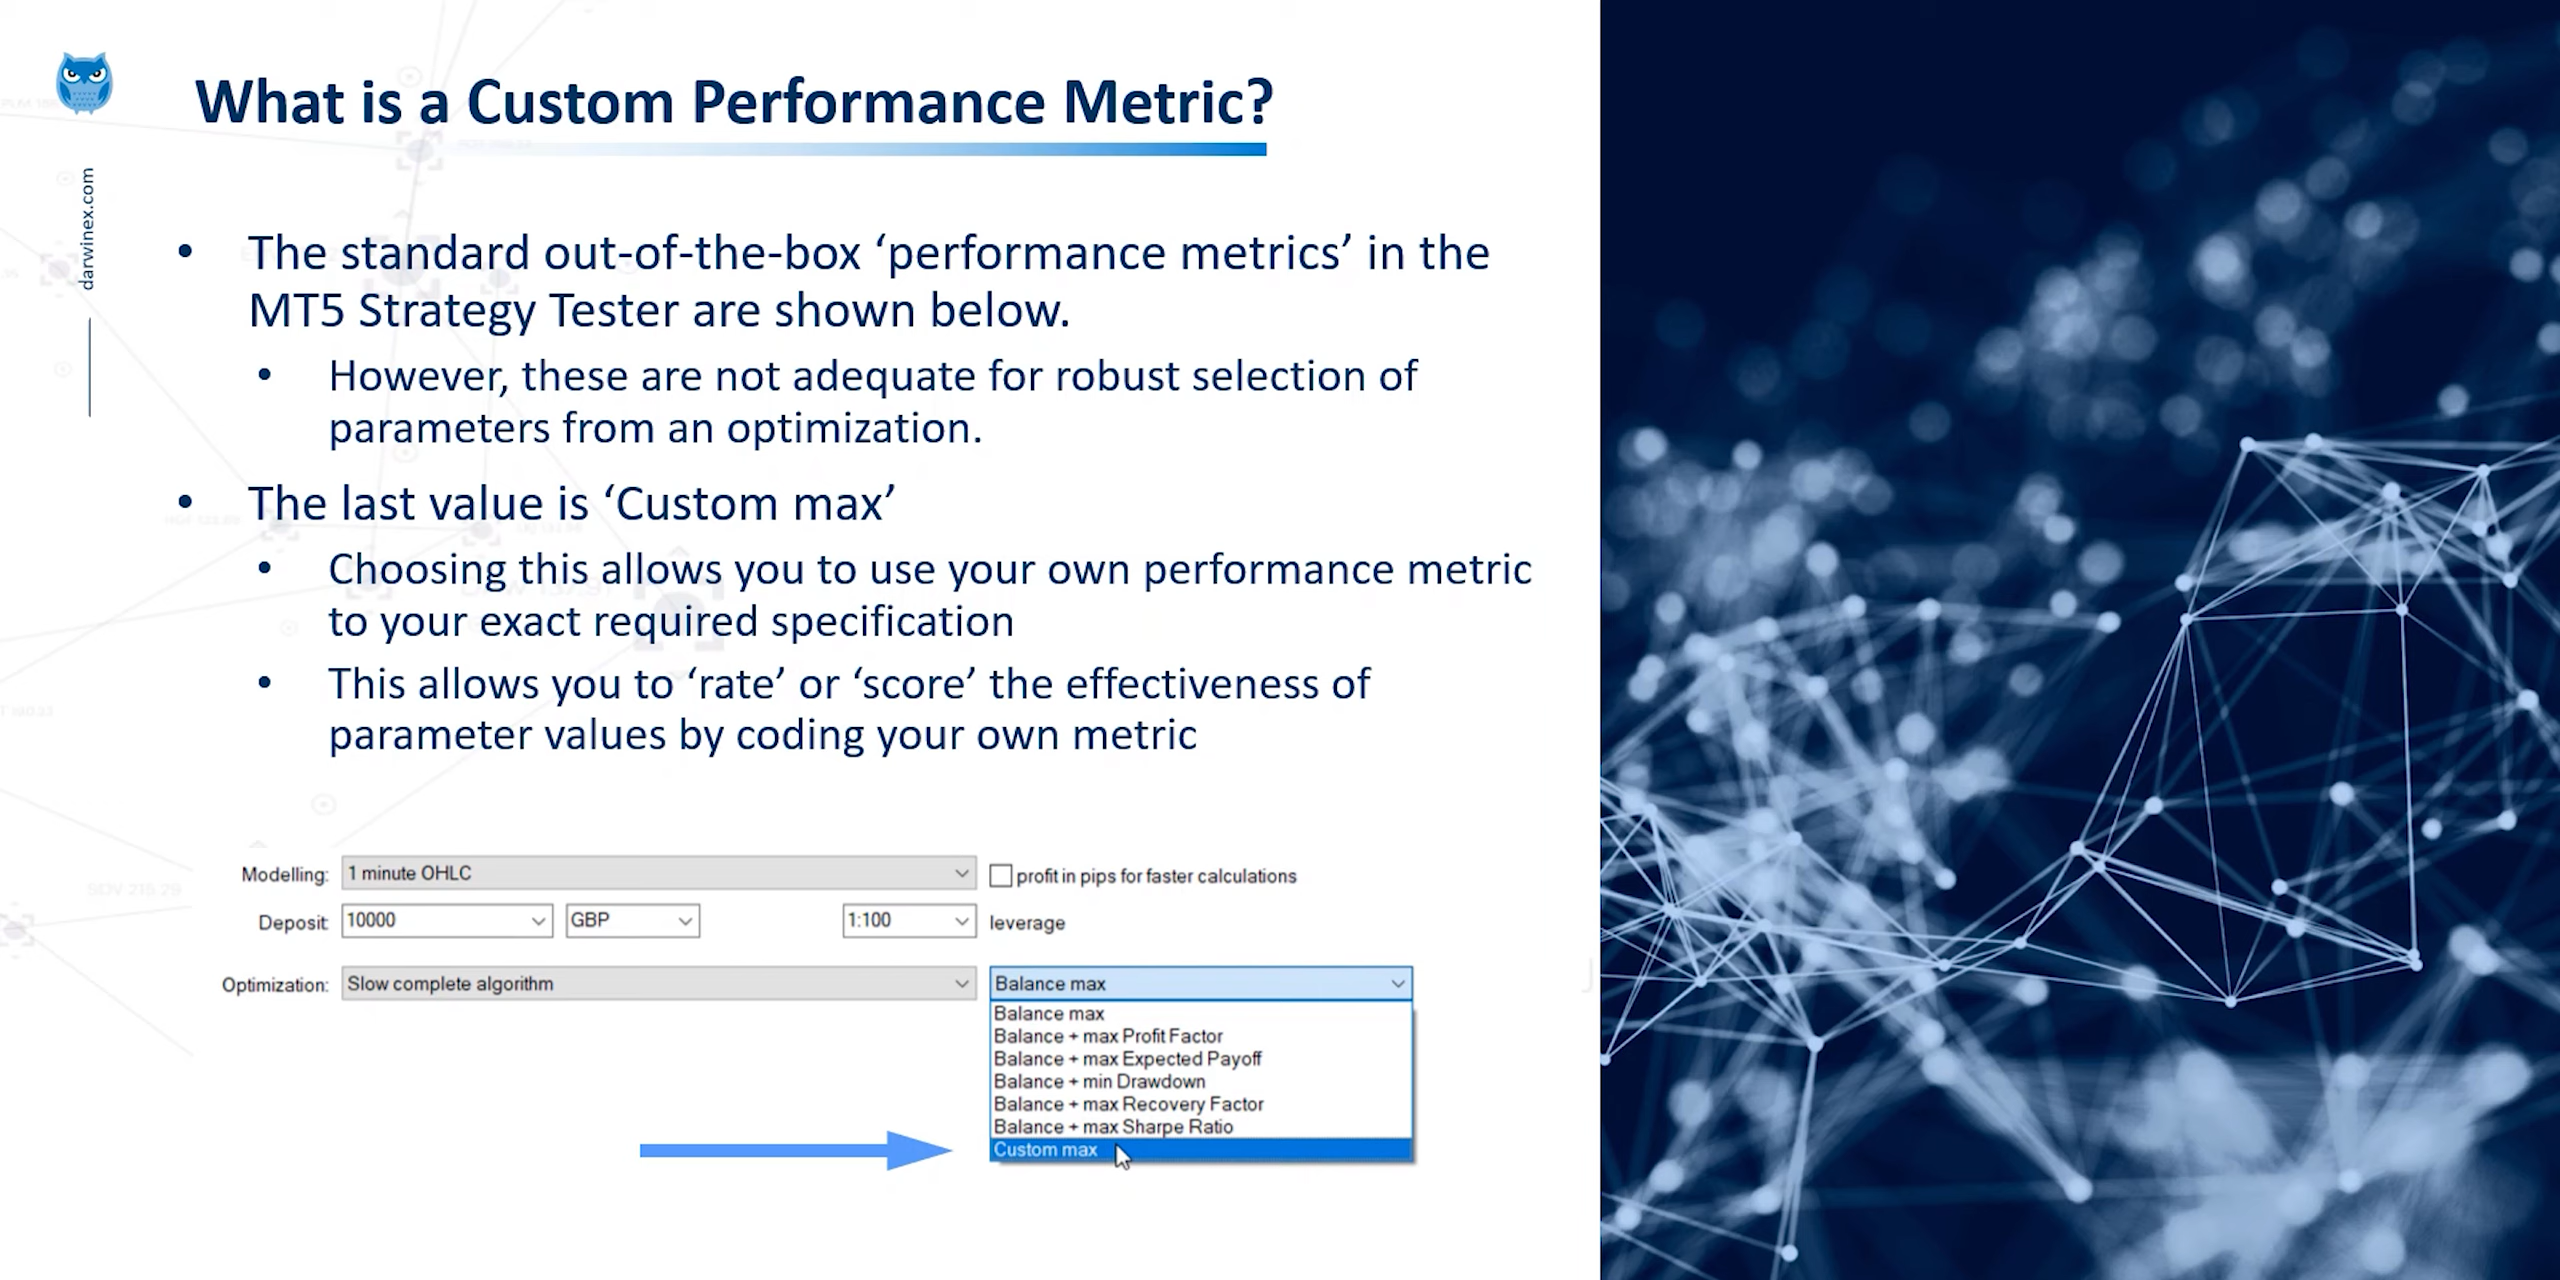 What is a Custom Performance Metric?
darwinex.com
• The standard out-of-the-box ‘performance metrics’ in the
MT5 Strategy Tester are shown below.
• However, these are not adequate for robust selection of
parameters from an optimization.
• The last value is ‘Custom max’
• Choosing this allows you to use your own performance metric
to your exact required specification
• This allows you to ‘rate’ or ‘score’ the effectiveness of
parameter values by coding your own metric
Modelling: 1 minute OHLC profit in pips for faster calculations
Deposit: 10000 GBP 1:100 leverage
Optimization: Slow complete algorithm Balance max
Balance max
Balance + max Profit Factor
Balance + max Expected Payoff
Balance + min Drawdown
Balance + max Recovery Factor
Balance + max Sharpe Ratio
Custom max